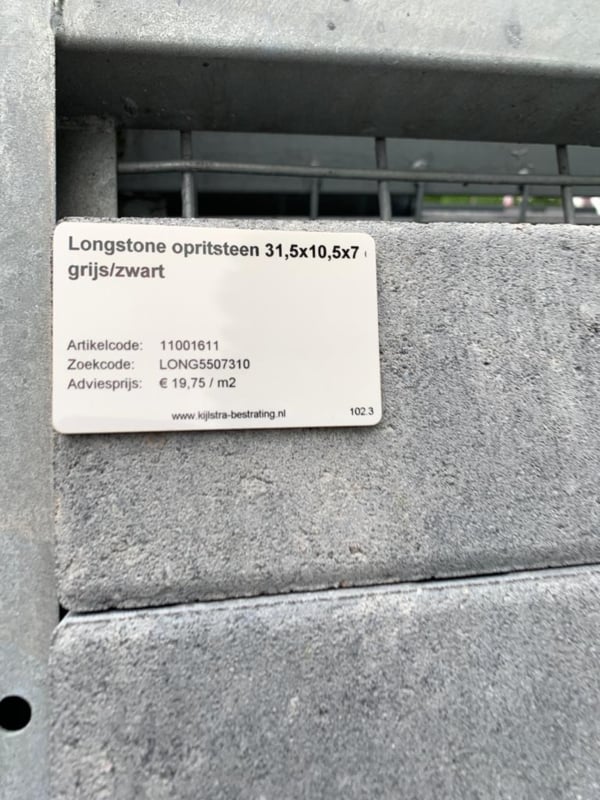 Longstone opritsteen 31,5x10,5x7
grijs/zwart
Artikelcode: 11001611
Zoekcode: LONG5507310
Adviesprijs: € 19,75 / m2
www.kijlstra-bestrating.nl 102.3